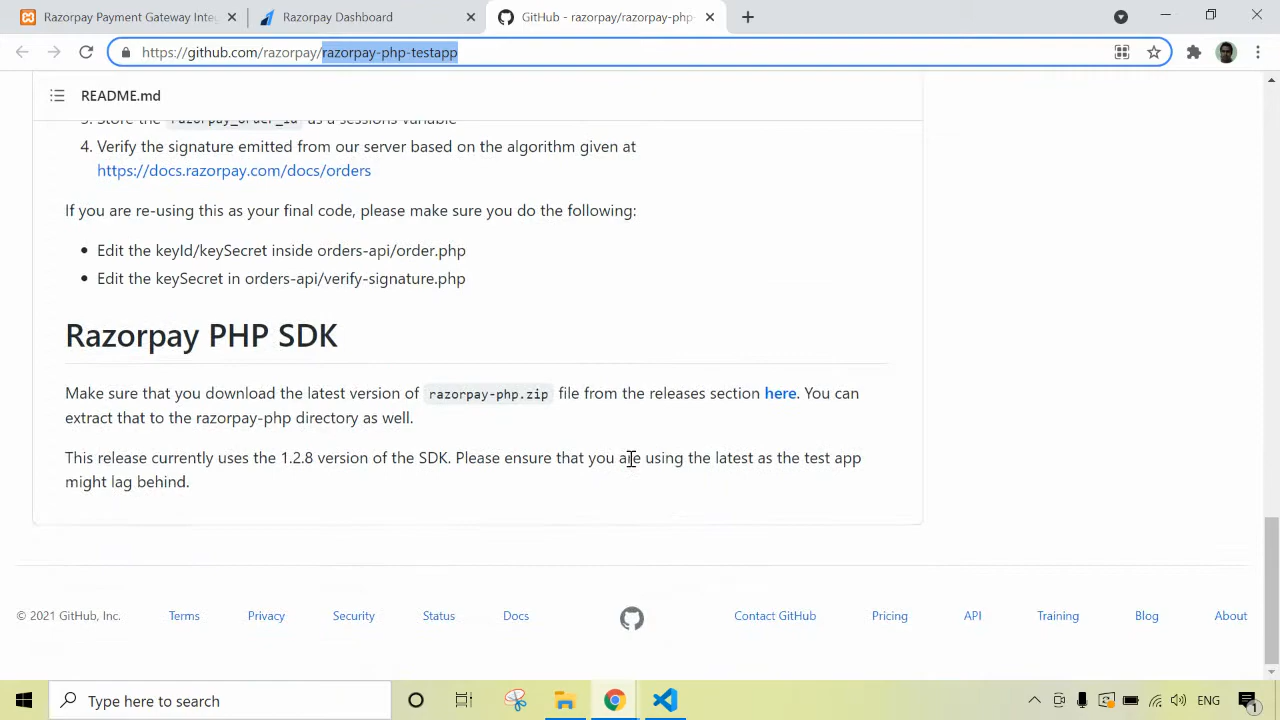 Razorpay Payment Gateway Inte
Razorpay Dashboard
GitHub - razorpay/razorpay-php-
https://github.com/razorpay/razorpay-php-testapp
README.md
3. Store the razorpay_order_id as a sessions variable
4. Verify the signature emitted from our server based on the algorithm given at
https://docs.razorpay.com/docs/orders
If you are re-using this as your final code, please make sure you do the following:
• Edit the keyId/keySecret inside orders-api/order.php
• Edit the keySecret in orders-api/verify-signature.php
Razorpay PHP SDK
Make sure that you download the latest version of razorpay-php.zip file from the releases section here. You can
extract that to the razorpay-php directory as well.
This release currently uses the 1.2.8 version of the SDK. Please ensure that you are using the latest as the test app
might lag behind.
© 2021 GitHub, Inc. Terms Privacy Security Status Docs Contact GitHub Pricing API Training Blog About
Type here to search
ENG
1